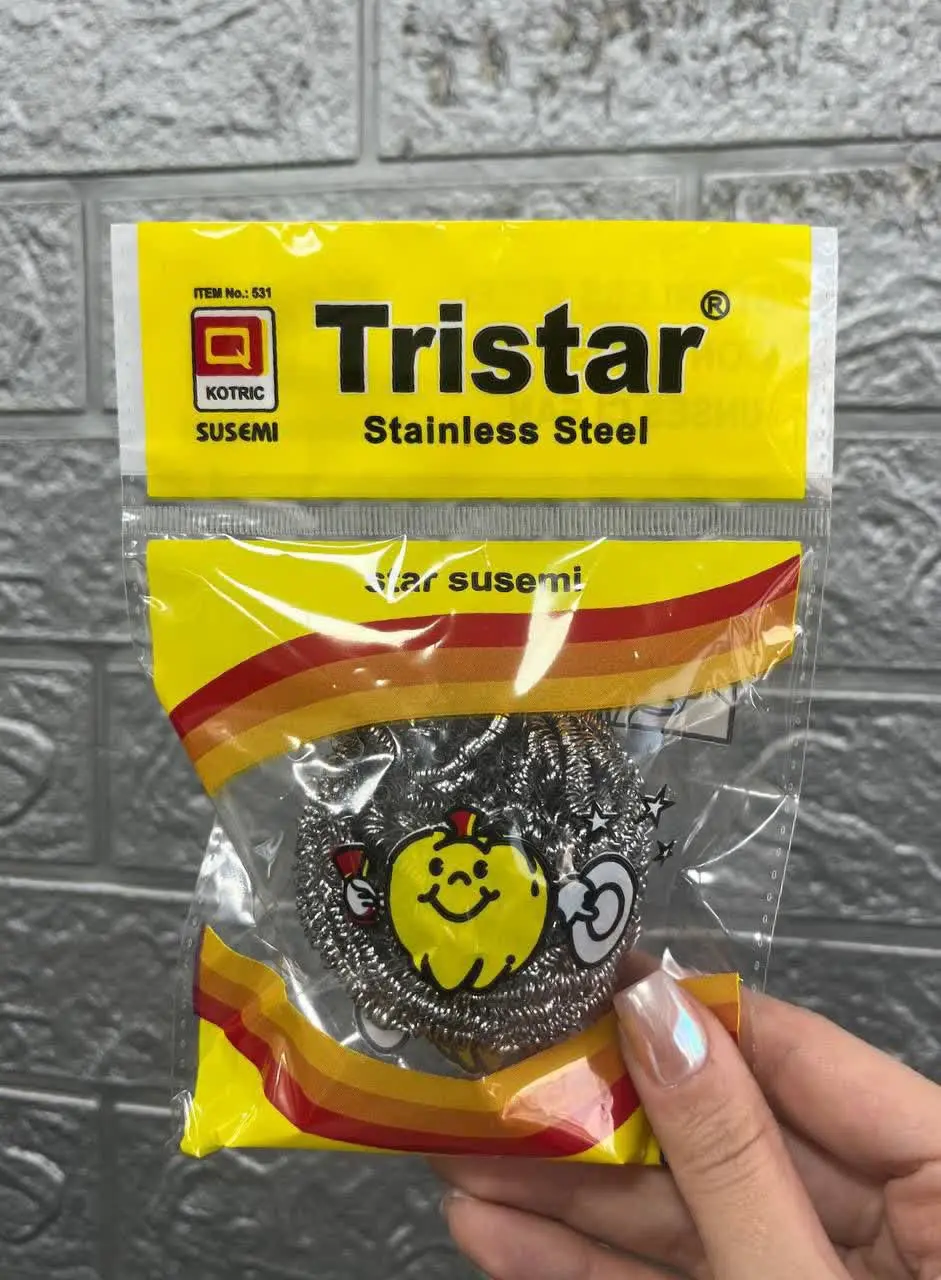 ITEM No.: 531
Q
KOTRIC
SUSEMI
Tristar®
Stainless Steel
star susemi